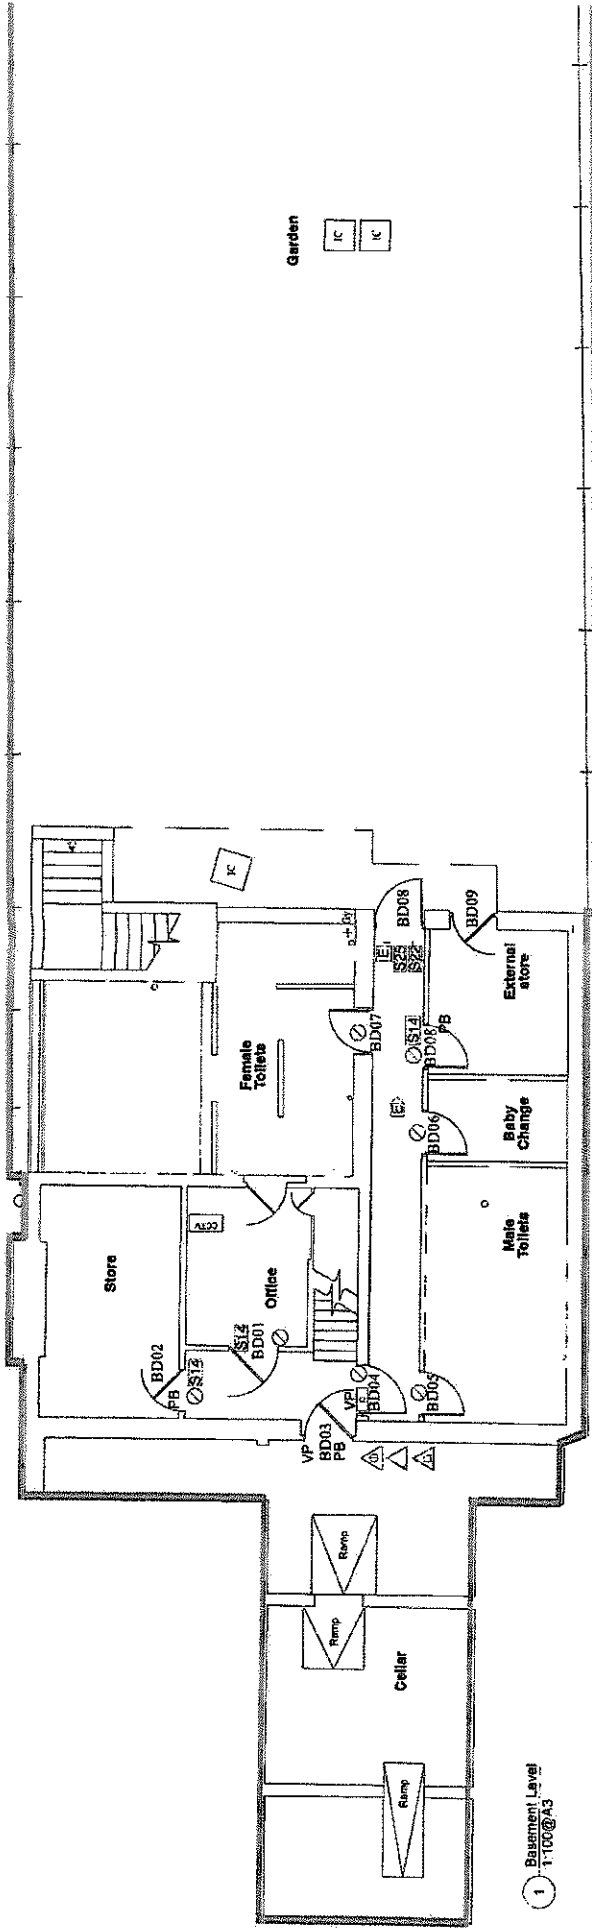 Garden
IC
IC
IC
BD08
BD09
+ Gy
E
S25
S22
External
store
Female
Toilets
BD07
S14
BD08
PB
E
BD06
Baby
Change
Male
Toilets
Store
CCTV
Office
S14
BD01
BD02
PB
S14
VP
BD04
BD05
VP
BD03
PB
Ramp
Ramp
Cellar
Ramp
1
Basement Level
1:100@A3